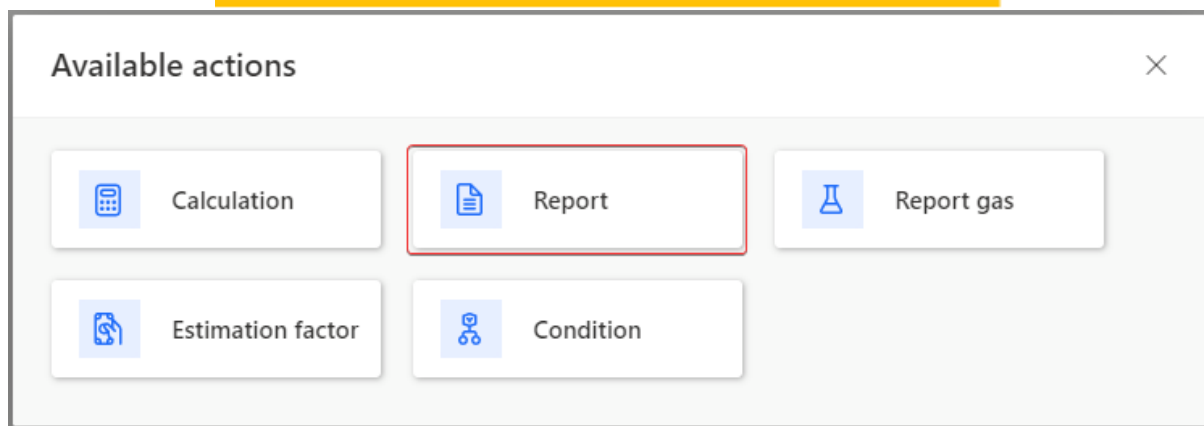 Available actions
Calculation
Report
Report gas
Estimation factor
Condition